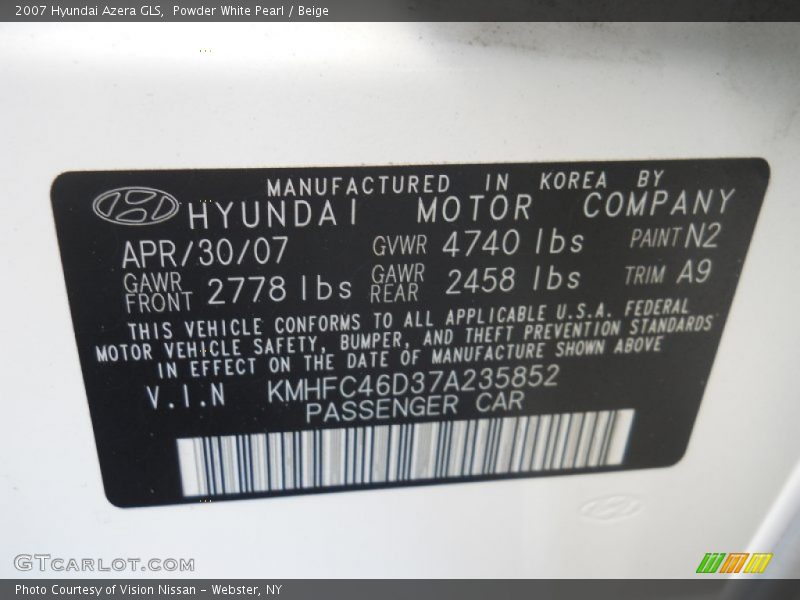 2007 Hyundai Azera GLS, Powder White Pearl / Beige
MANUFACTURED IN KOREA BY
HYUNDAI MOTOR COMPANY
APR/30/07 GVWR 4740 lbs PAINT N2
GAWR FRONT 2778 lbs GAWR REAR 2458 lbs TRIM A9
THIS VEHICLE CONFORMS TO ALL APPLICABLE U.S.A. FEDERAL
MOTOR VEHICLE SAFETY, BUMPER, AND THEFT PREVENTION STANDARDS
IN EFFECT ON THE DATE OF MANUFACTURE SHOWN ABOVE
V.I.N KMHFC46D37A235852
PASSENGER CAR
GTCARLOT.COM
Photo Courtesy of Vision Nissan - Webster, NY